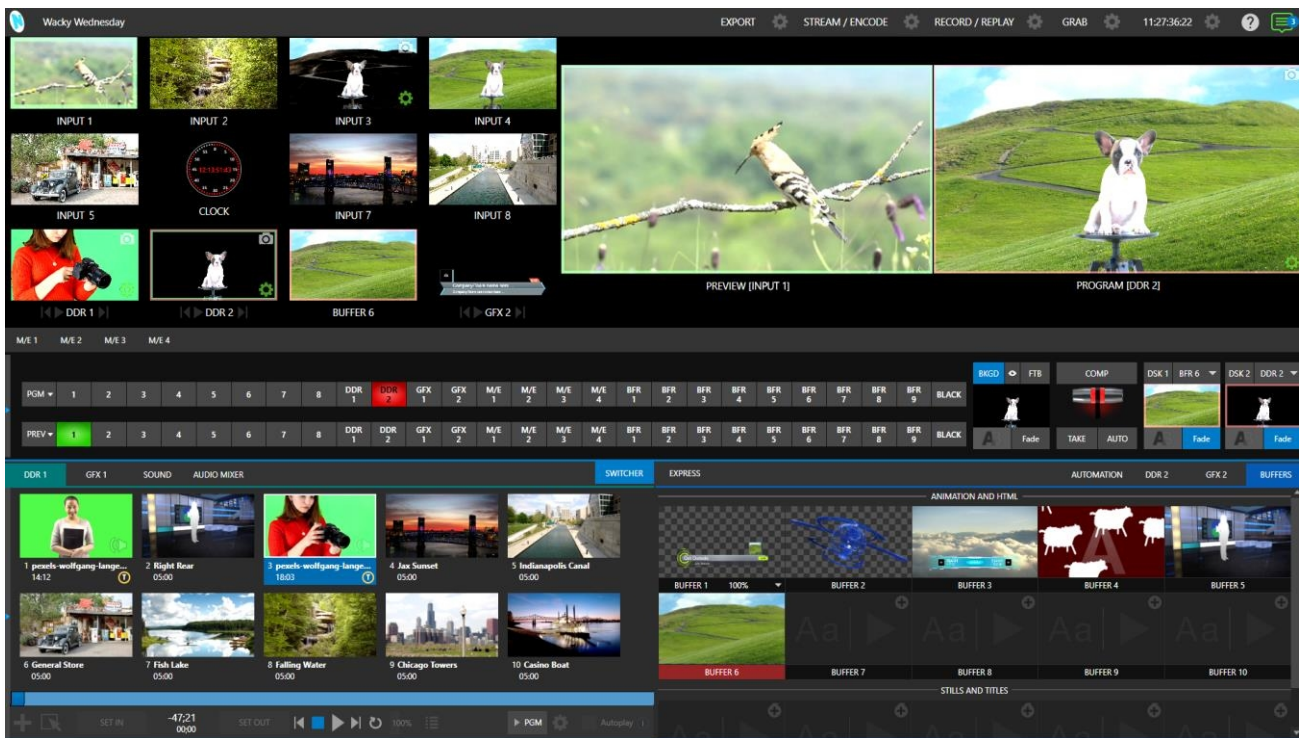 Wacky Wednesday
EXPORT STREAM / ENCODE RECORD / REPLAY GRAB 11:27:36:22 ? 3
INPUT 1 INPUT 2 INPUT 3 INPUT 4
INPUT 5 CLOCK INPUT 7 INPUT 8
DDR 1 DDR 2 BUFFER 6 GFX 2
PREVIEW [INPUT 1] PROGRAM [DDR 2]
M/E 1 M/E 2 M/E 3 M/E 4
BKGD FTB COMP DSK 1 BFR 6 DSK 2 DDR 2
PGM 1 2 3 4 5 6 7 8 DDR 1 DDR 2 GFX 1 GFX 2 M/E 1 M/E 2 M/E 3 M/E 4 BFR 1 BFR 2 BFR 3 BFR 4 BFR 5 BFR 6 BFR 7 BFR 8 BFR 9 BLACK
PREV 1 2 3 4 5 6 7 8 DDR 1 DDR 2 GFX 1 GFX 2 M/E 1 M/E 2 M/E 3 M/E 4 BFR 1 BFR 2 BFR 3 BFR 4 BFR 5 BFR 6 BFR 7 BFR 8 BFR 9 BLACK
A Fade TAKE AUTO A Fade A Fade
DDR 1 GFX 1 SOUND AUDIO MIXER SWITCHER
EXPRESS AUTOMATION DDR 2 GFX 2 BUFFERS
1 pexels-wolfgang-lange... 2 Right Rear 3 pexels-wolfgang-lange... 4 Jax Sunset 5 Indianapolis Canal
14:12 05:00 18:03 05:00 05:00
6 General Store 7 Fish Lake 8 Falling Water 9 Chicago Towers 10 Casino Boat
05:00 05:00 05:00 05:00 05:00
SET IN -47;21 SET OUT 100% PGM Autoplay
00;00
ANIMATION AND HTML
BUFFER 1 100% BUFFER 2 BUFFER 3 BUFFER 4 BUFFER 5
Aa Aa Aa Aa
BUFFER 6 BUFFER 7 BUFFER 8 BUFFER 9 BUFFER 10
STILLS AND TITLES